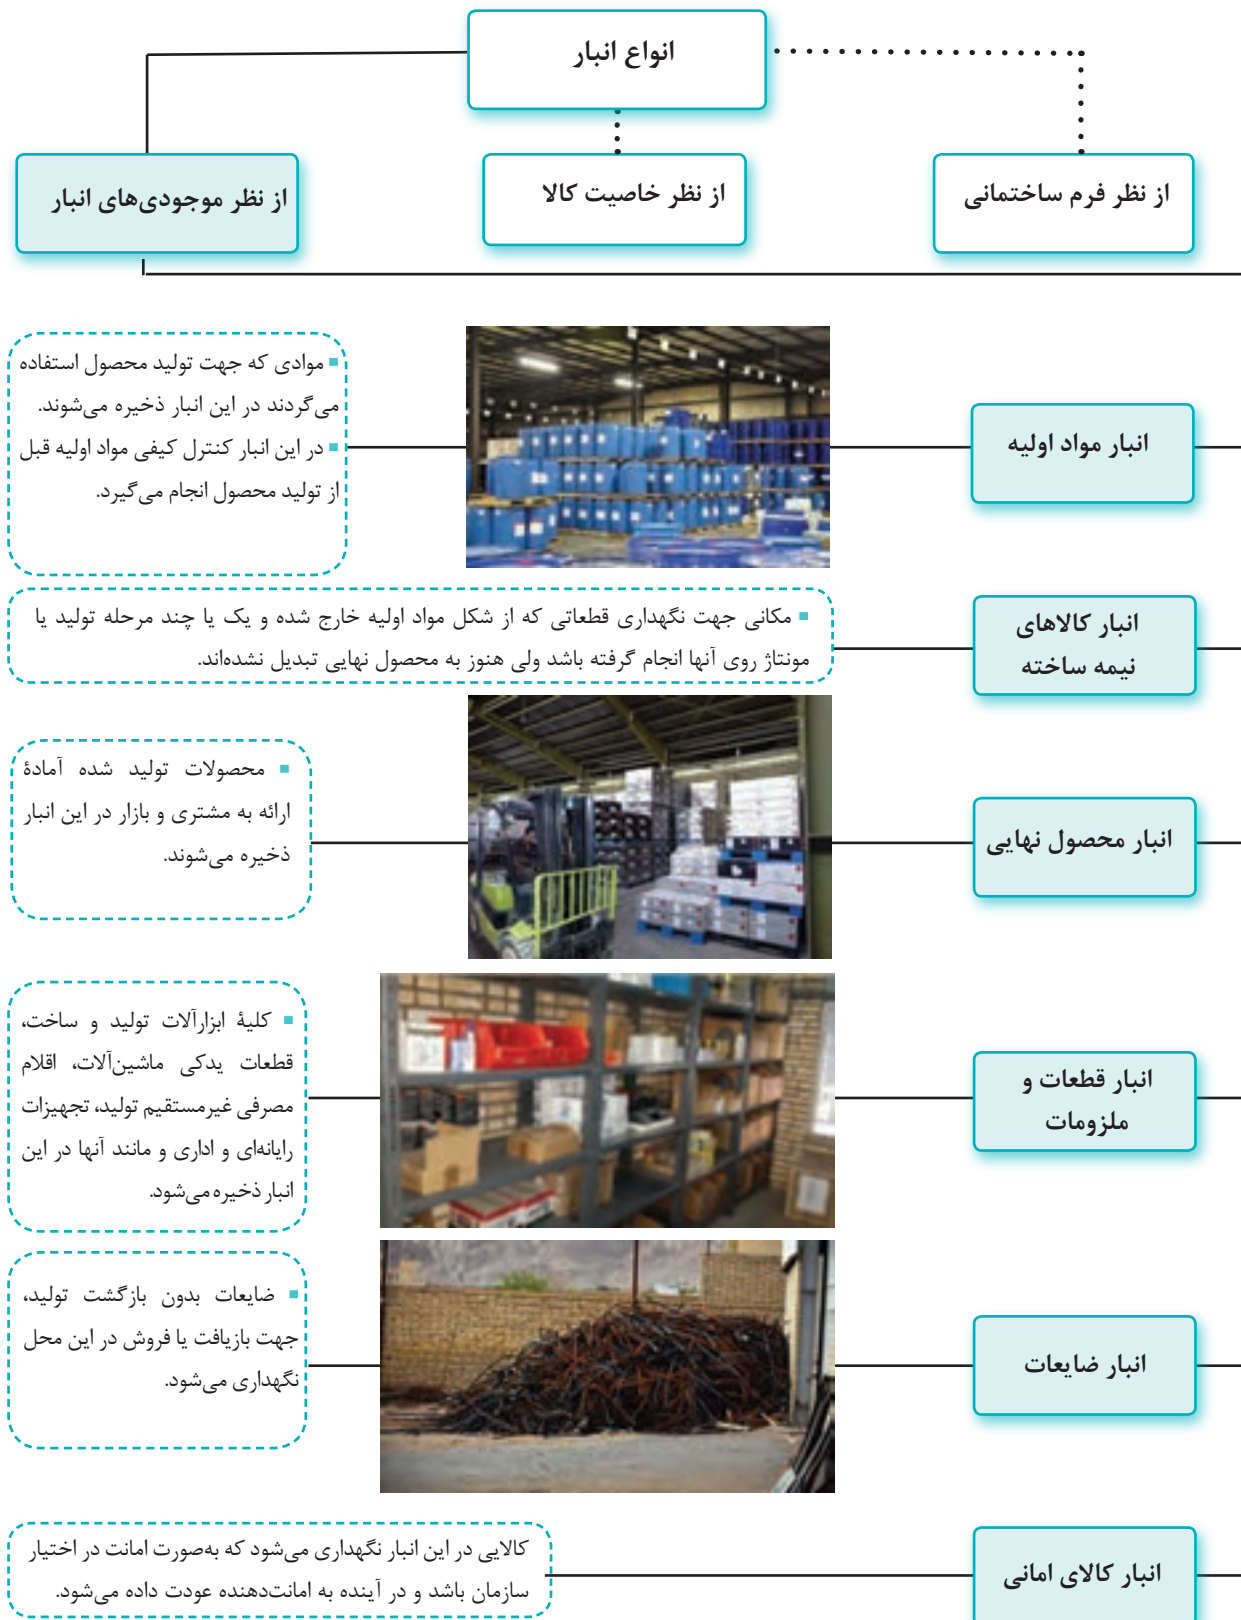 انواع انبار
از نظر فرم ساختمانی
از نظر خاصیت کالا
از نظر موجودی‌های انبار
انبار مواد اولیه
▪ موادی که جهت تولید محصول استفاده
می‌گردند در این انبار ذخیره می‌شوند.
▪ در این انبار کنترل کیفی مواد اولیه قبل
از تولید محصول انجام می‌گیرد.
انبار کالاهای
نیمه ساخته
▪ مکانی جهت نگهداری قطعاتی که از شکل مواد اولیه خارج شده و یک یا چند مرحله تولید یا
مونتاژ روی آنها انجام گرفته باشد ولی هنوز به محصول نهایی تبدیل نشده‌اند.
انبار محصول نهایی
▪ محصولات تولید شده آمادۀ
ارائه به مشتری و بازار در این انبار
ذخیره می‌شوند.
انبار قطعات و
ملزومات
▪ کلیۀ ابزارآلات تولید و ساخت،
قطعات یدکی ماشین‌آلات، اقلام
مصرفی غیرمستقیم تولید، تجهیزات
رایانه‌ای و اداری و مانند آنها در این
انبار ذخیره می‌شود.
انبار ضایعات
▪ ضایعات بدون بازگشت تولید،
جهت بازیافت یا فروش در این محل
نگهداری می‌شود.
انبار کالای امانی
کالایی در این انبار نگهداری می‌شود که به‌صورت امانت در اختیار
سازمان باشد و در آینده به امانت‌دهنده عودت داده می‌شود.